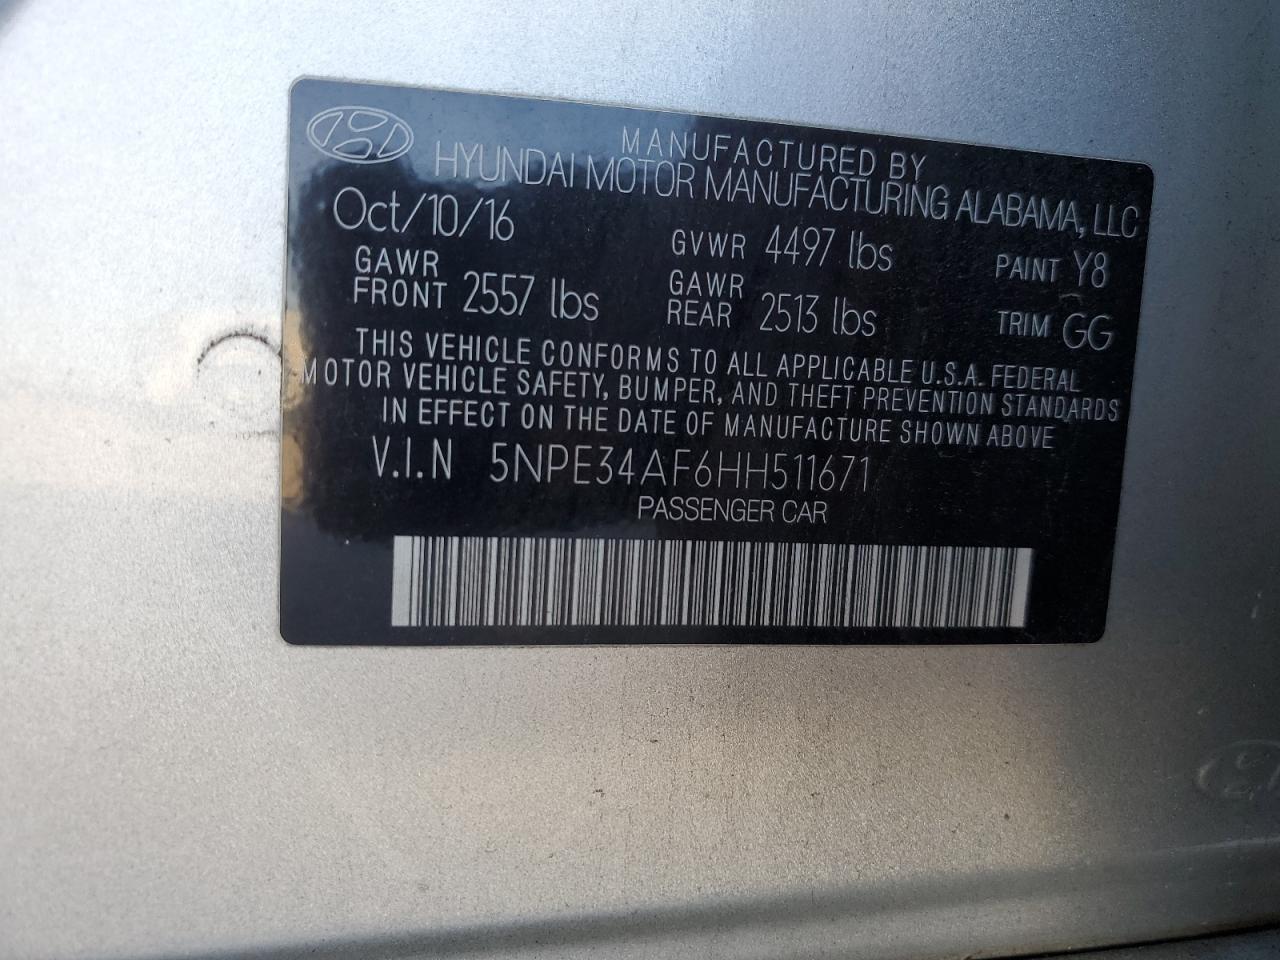 MANUFACTURED BY
HYUNDAI MOTOR MANUFACTURING ALABAMA, LLC
Oct/10/16 GVWR 4497 lbs PAINT Y8
GAWR FRONT 2557 lbs GAWR REAR 2513 lbs TRIM GG
THIS VEHICLE CONFORMS TO ALL APPLICABLE U.S.A. FEDERAL
MOTOR VEHICLE SAFETY, BUMPER, AND THEFT PREVENTION STANDARDS
IN EFFECT ON THE DATE OF MANUFACTURE SHOWN ABOVE
V.I.N 5NPE34AF6HH511671
PASSENGER CAR